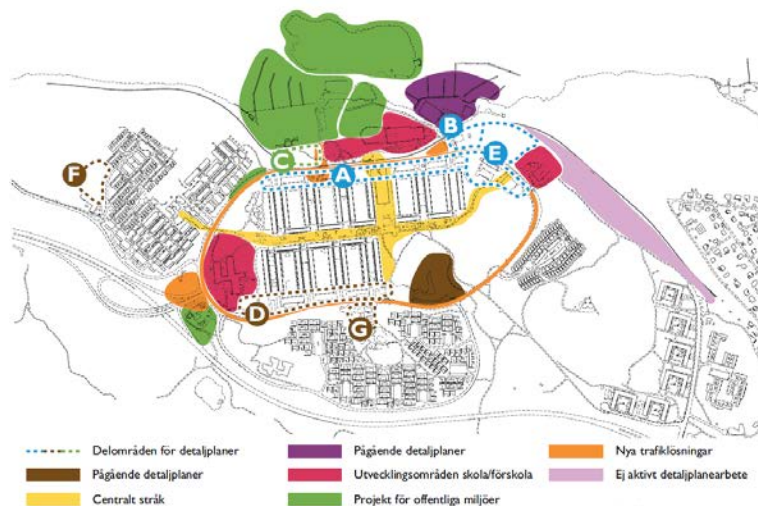 B
C
E
A
F
D
G
Delområden för detaljplaner
Pågående detaljplaner
Nya trafiklösningar
Pågående detaljplaner
Utvecklingsområden skola/förskola
Ej aktivt detaljplanearbete
Centralt stråk
Projekt för offentliga miljöer